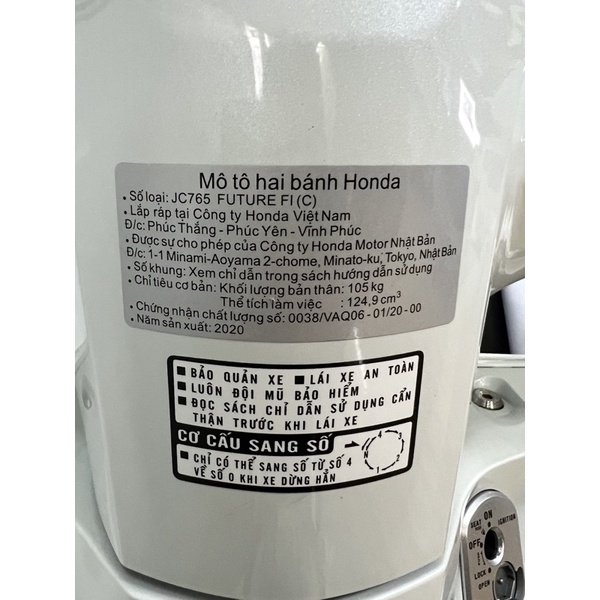 Mô tô hai bánh Honda
• Số loại: JC765 FUTURE FI (C)
• Lắp ráp tại Công ty Honda Việt Nam
Đ/c: Phúc Thắng - Phúc Yên - Vĩnh Phúc
• Được sự cho phép của Công ty Honda Motor Nhật Bản
Đ/c: 1-1 Minami-Aoyama 2-chome, Minato-ku, Tokyo, Nhật Bản
• Số khung: Xem chỉ dẫn trong sách hướng dẫn sử dụng
• Chỉ tiêu cơ bản: Khối lượng bản thân: 105 kg
Thể tích làm việc : 124,9 cm³
• Chứng nhận chất lượng số: 0038/VAQ06 - 01/20 - 00
• Năm sản xuất: 2020
■ BẢO QUẢN XE ■ LÁI XE AN TOÀN
■ LUÔN ĐỘI MŨ BẢO HIỂM
■ ĐỌC SÁCH CHỈ DẪN SỬ DỤNG CẨN
THẬN TRƯỚC KHI LÁI XE
CƠ CẤU SANG SỐ
N 1 2 3 4
■ CHỈ CÓ THỂ SANG SỐ TỪ SỐ 4
VỀ SỐ 0 KHI XE DỪNG HẲN
ON
IGNITION
SEAT
OFF
LOCK
OPEN